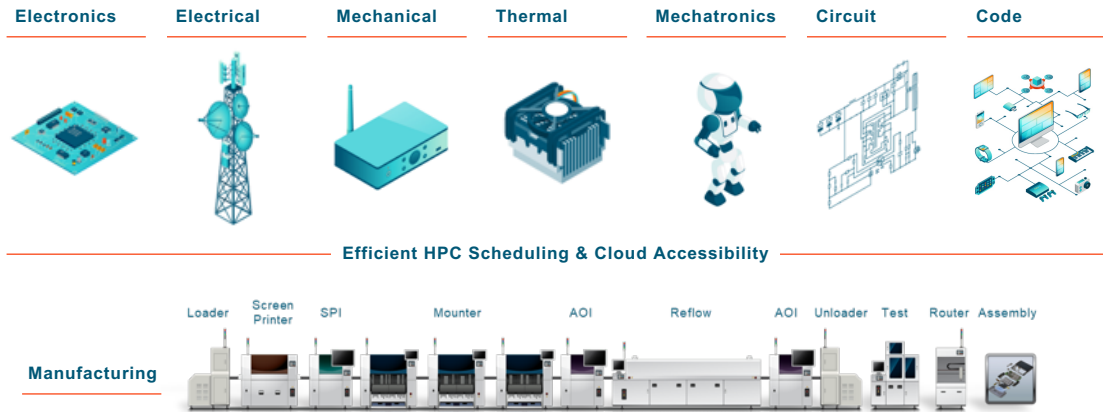 Electronics
Electrical
Mechanical
Thermal
Mechatronics
Circuit
Code
Efficient HPC Scheduling & Cloud Accessibility
Loader
Screen
Printer
SPI
Mounter
AOI
Reflow
AOI
Unloader
Test
Router
Assembly
Manufacturing